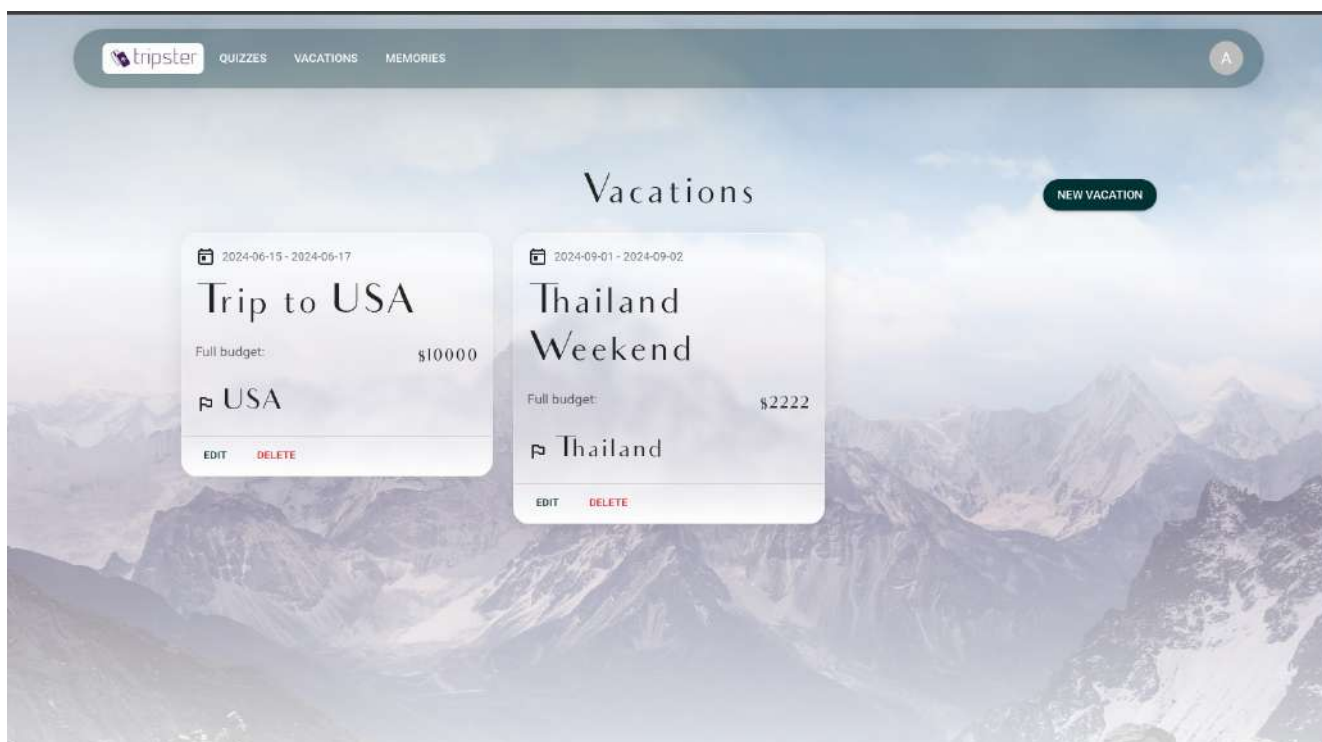 tripster QUIZZES VACATIONS MEMORIES A
Vacations
NEW VACATION
2024-06-15 - 2024-06-17
Trip to USA
Full budget: $10000
USA
EDIT DELETE
2024-09-01 - 2024-09-02
Thailand
Weekend
Full budget: $2222
Thailand
EDIT DELETE